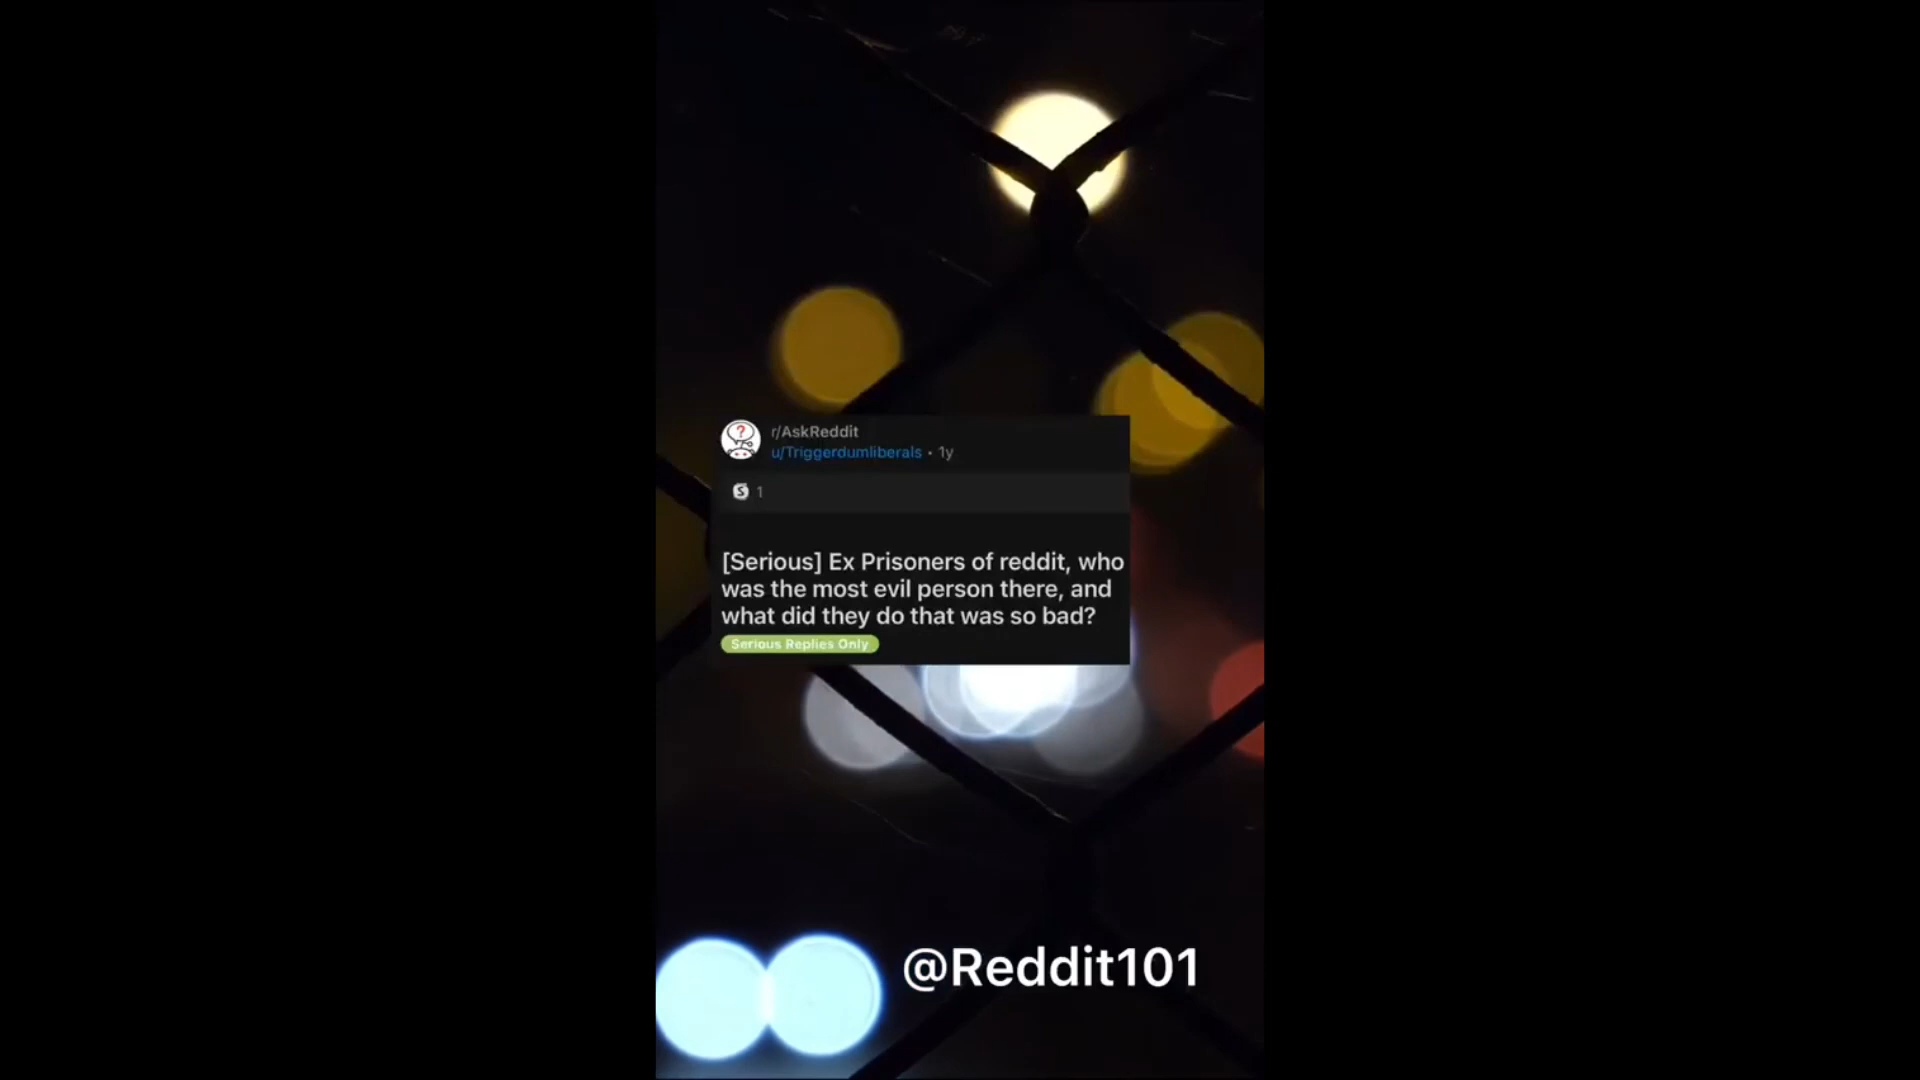 r/AskReddit
u/Triggerdumliberals • 1y
1
[Serious] Ex Prisoners of reddit, who
was the most evil person there, and
what did they do that was so bad?
Serious Replies Only
@Reddit101